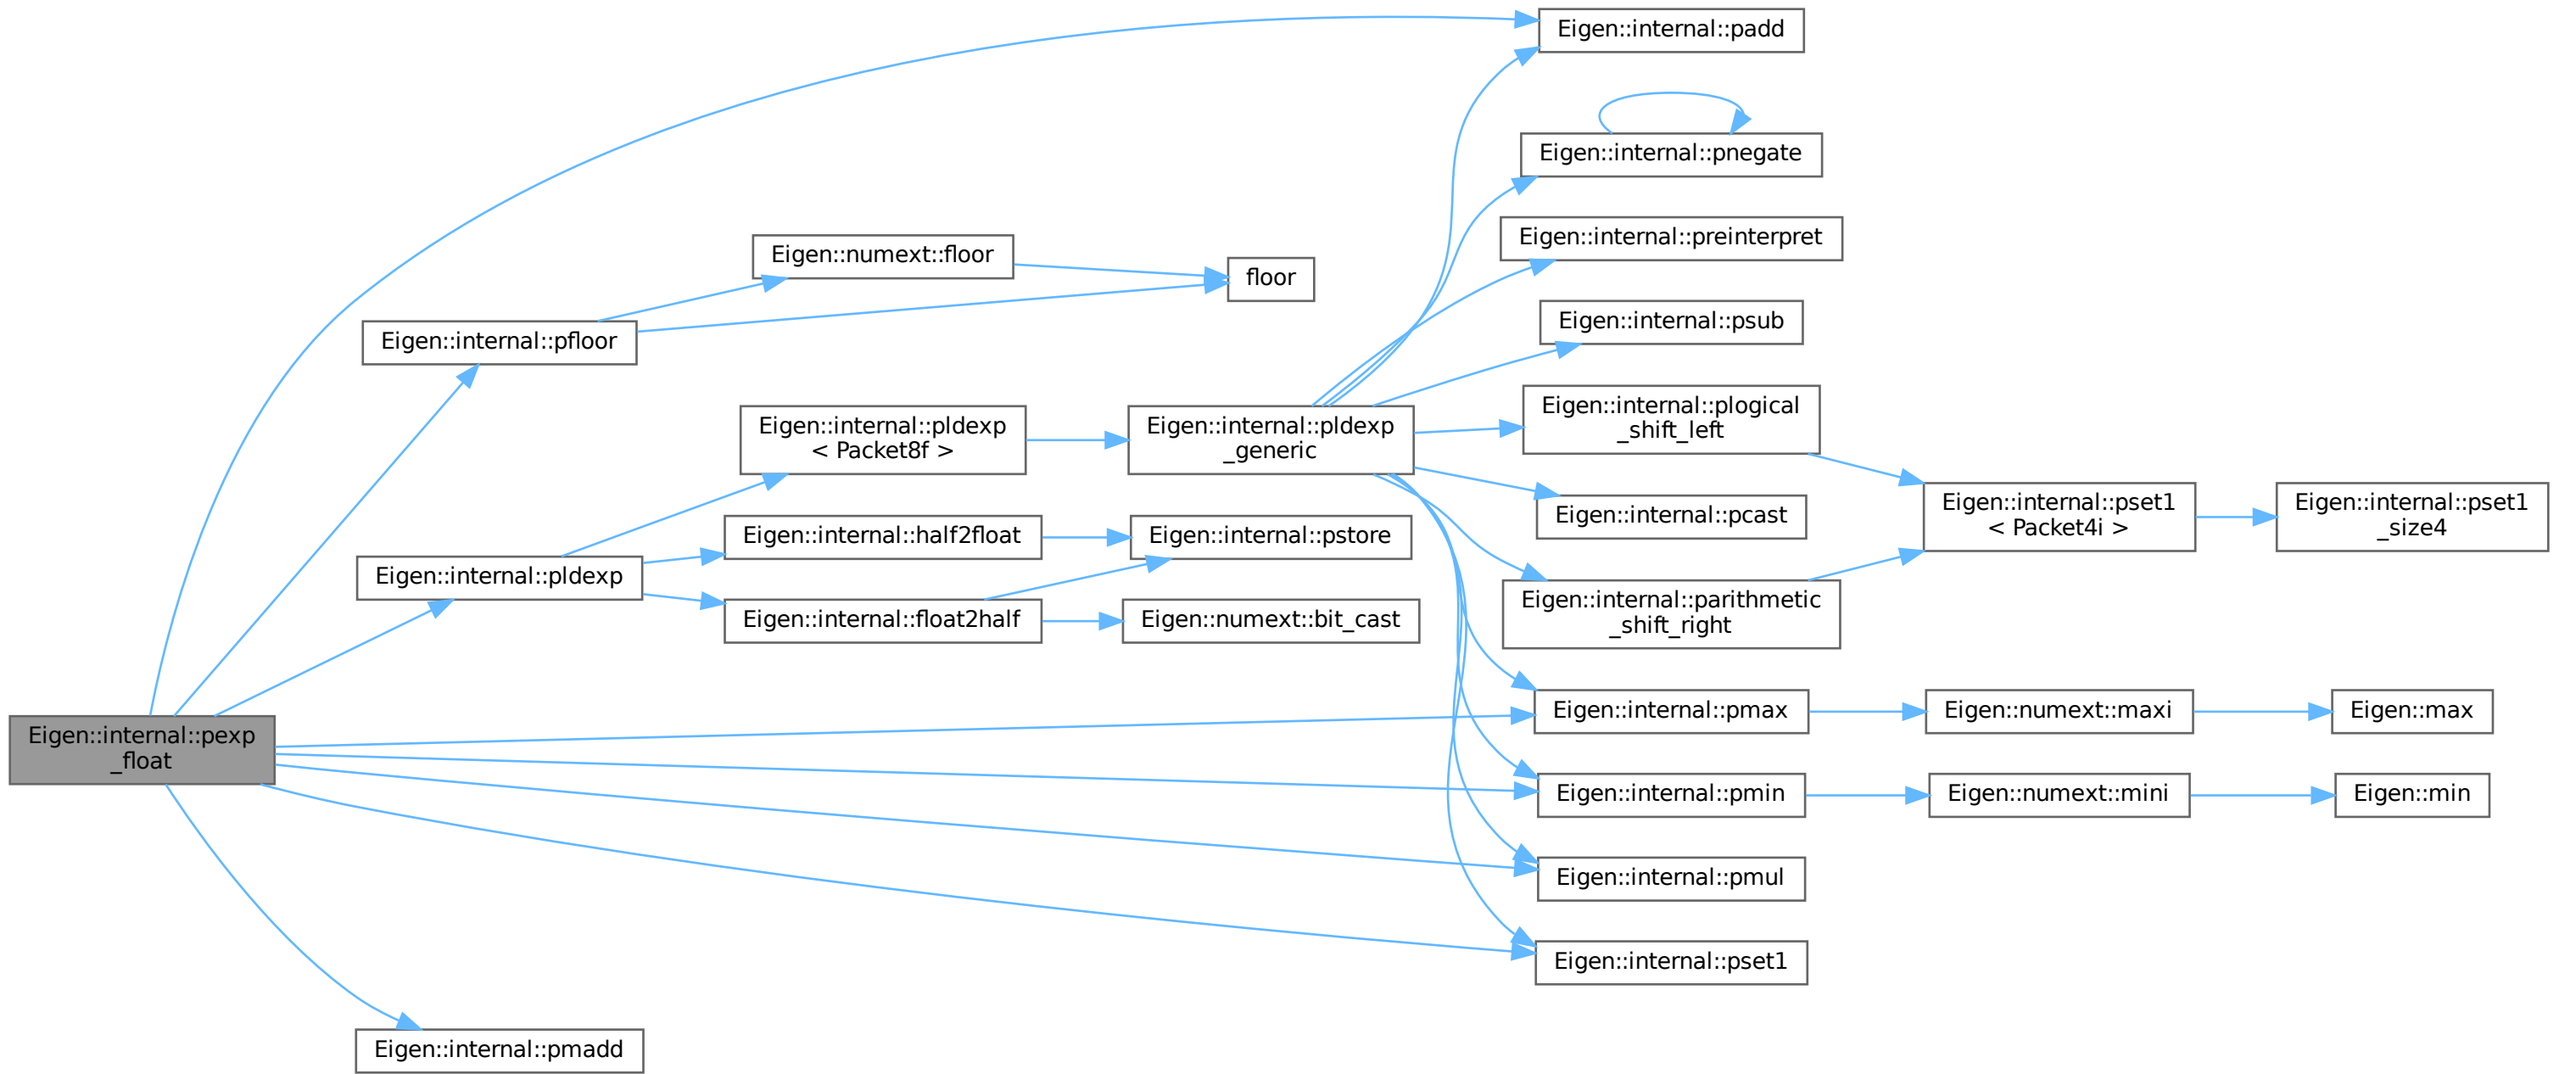 Eigen::internal::pexp
_float
Eigen::internal::padd
Eigen::internal::pfloor
Eigen::numext::floor
floor
Eigen::internal::pldexp
Eigen::internal::pldexp
< Packet8f >
Eigen::internal::pldexp
_generic
Eigen::internal::half2float
Eigen::internal::pstore
Eigen::internal::float2half
Eigen::numext::bit_cast
Eigen::internal::pnegate
Eigen::internal::preinterpret
Eigen::internal::psub
Eigen::internal::plogical
_shift_left
Eigen::internal::pcast
Eigen::internal::parithmetic
_shift_right
Eigen::internal::pset1
< Packet4i >
Eigen::internal::pset1
_size4
Eigen::internal::pmax
Eigen::numext::maxi
Eigen::max
Eigen::internal::pmin
Eigen::numext::mini
Eigen::min
Eigen::internal::pmul
Eigen::internal::pset1
Eigen::internal::pmadd